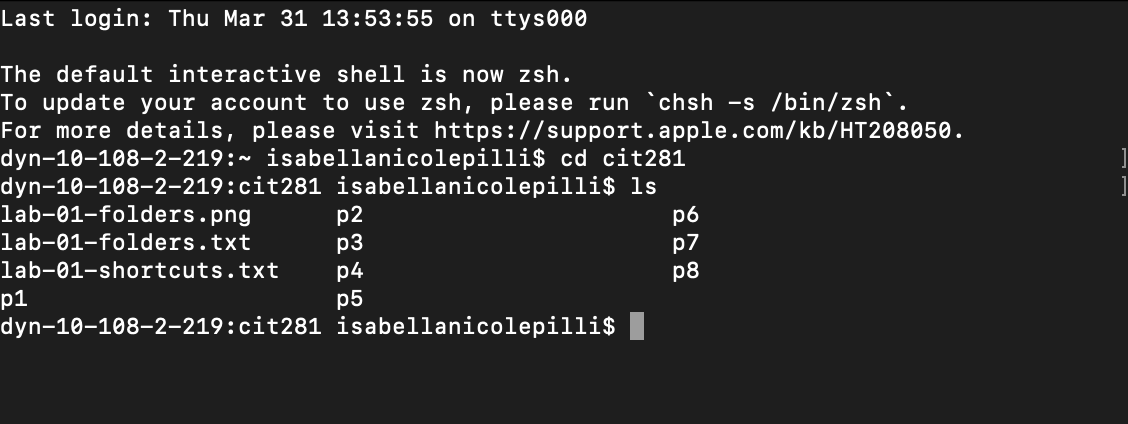 Last login: Thu Mar 31 13:53:55 on ttys000
The default interactive shell is now zsh.
To update your account to use zsh, please run `chsh -s /bin/zsh`.
For more details, please visit https://support.apple.com/kb/HT208050.
dyn-10-108-2-219:~ isabellanicolepilli$ cd cit281 ]
dyn-10-108-2-219:cit281 isabellanicolepilli$ ls ]
lab-01-folders.png p2 p6
lab-01-folders.txt p3 p7
lab-01-shortcuts.txt p4 p8
p1 p5
dyn-10-108-2-219:cit281 isabellanicolepilli$